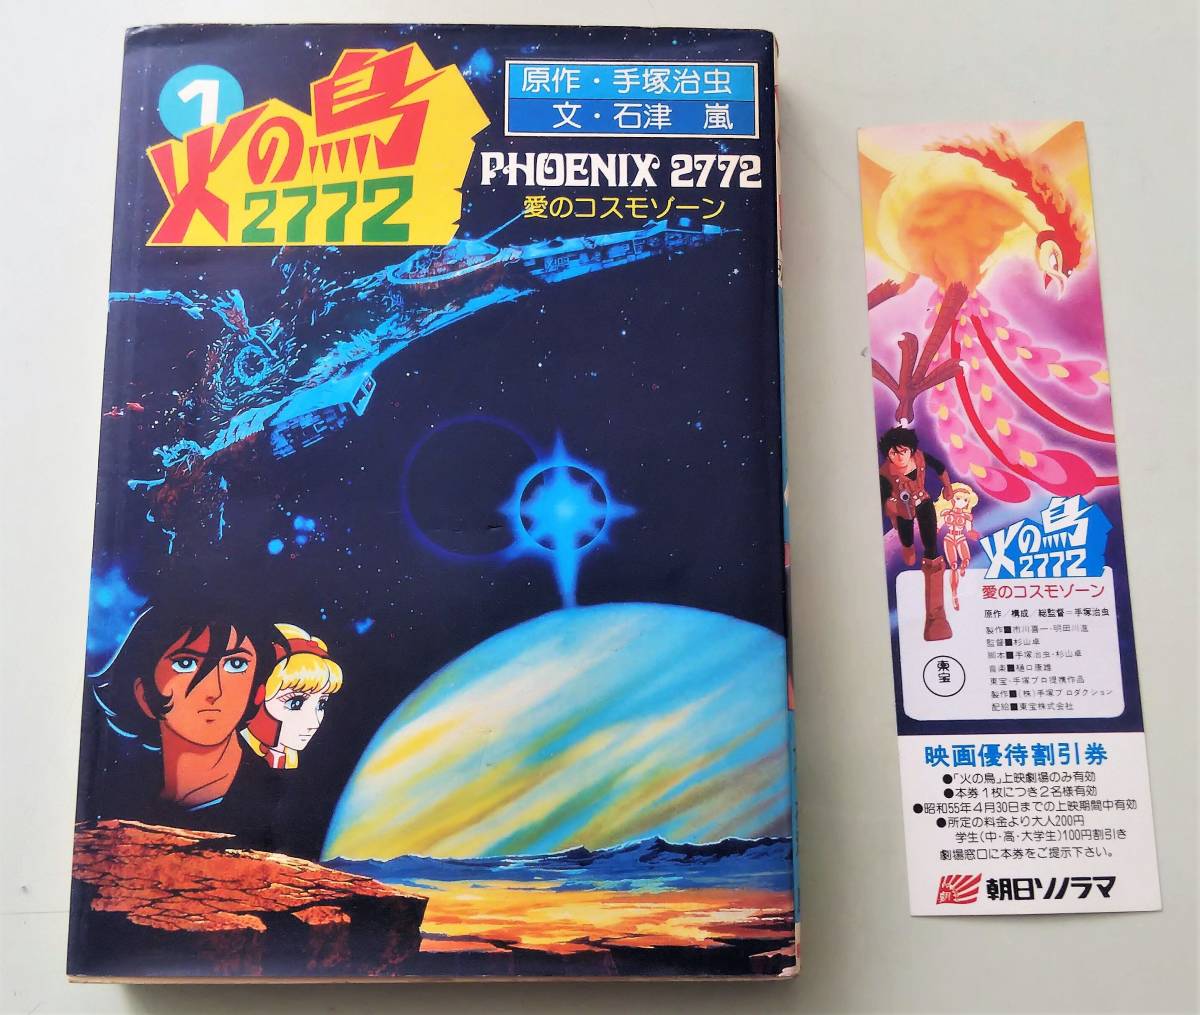 1
火の鳥
2772
原作・手塚治虫
文・石津 嵐
PHOENIX 2772
愛のコスモゾーン
火の鳥
2772
愛のコスモゾーン
原作／構成／総監督＝手塚治虫
製作■市川喜一・明田川進
監督■杉山卓
脚本■手塚治虫・杉山卓
音楽■樋口康雄
東宝・手塚プロ提携作品
製作■(株)手塚プロダクション
配給■東宝株式会社
東宝
映画優待割引券
●「火の鳥」上映劇場のみ有効
●本券1枚につき2名様有効
●昭和55年4月30日までの上映期間中有効
●所定の料金より大人200円
学生(中・高・大学生)100円割引き
劇場窓口に本券をご提示下さい。
朝日ソノラマ